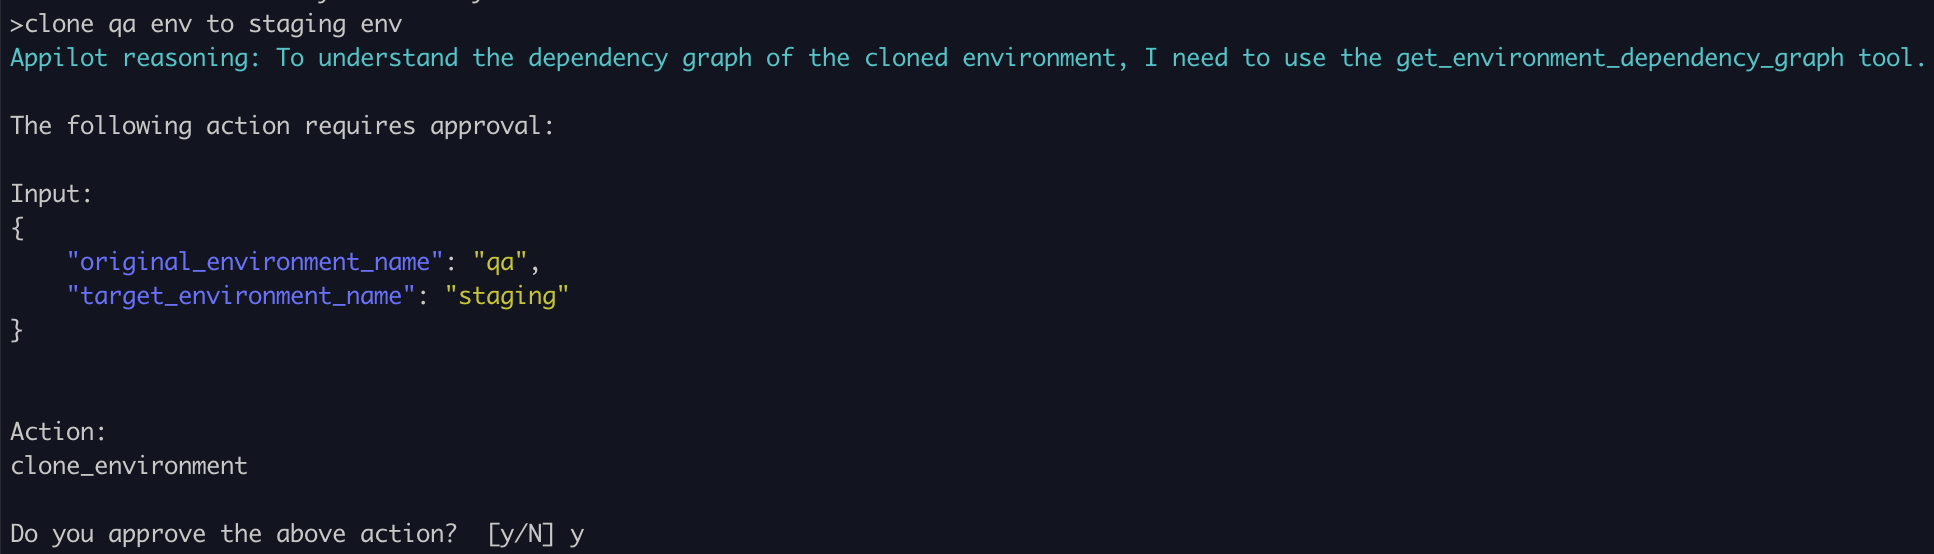 >clone qa env to staging env
Appilot reasoning: To understand the dependency graph of the cloned environment, I need to use the get_environment_dependency_graph tool.
The following action requires approval:
Input:
{
    "original_environment_name": "qa",
    "target_environment_name": "staging"
}
Action:
clone_environment
Do you approve the above action?  [y/N] y